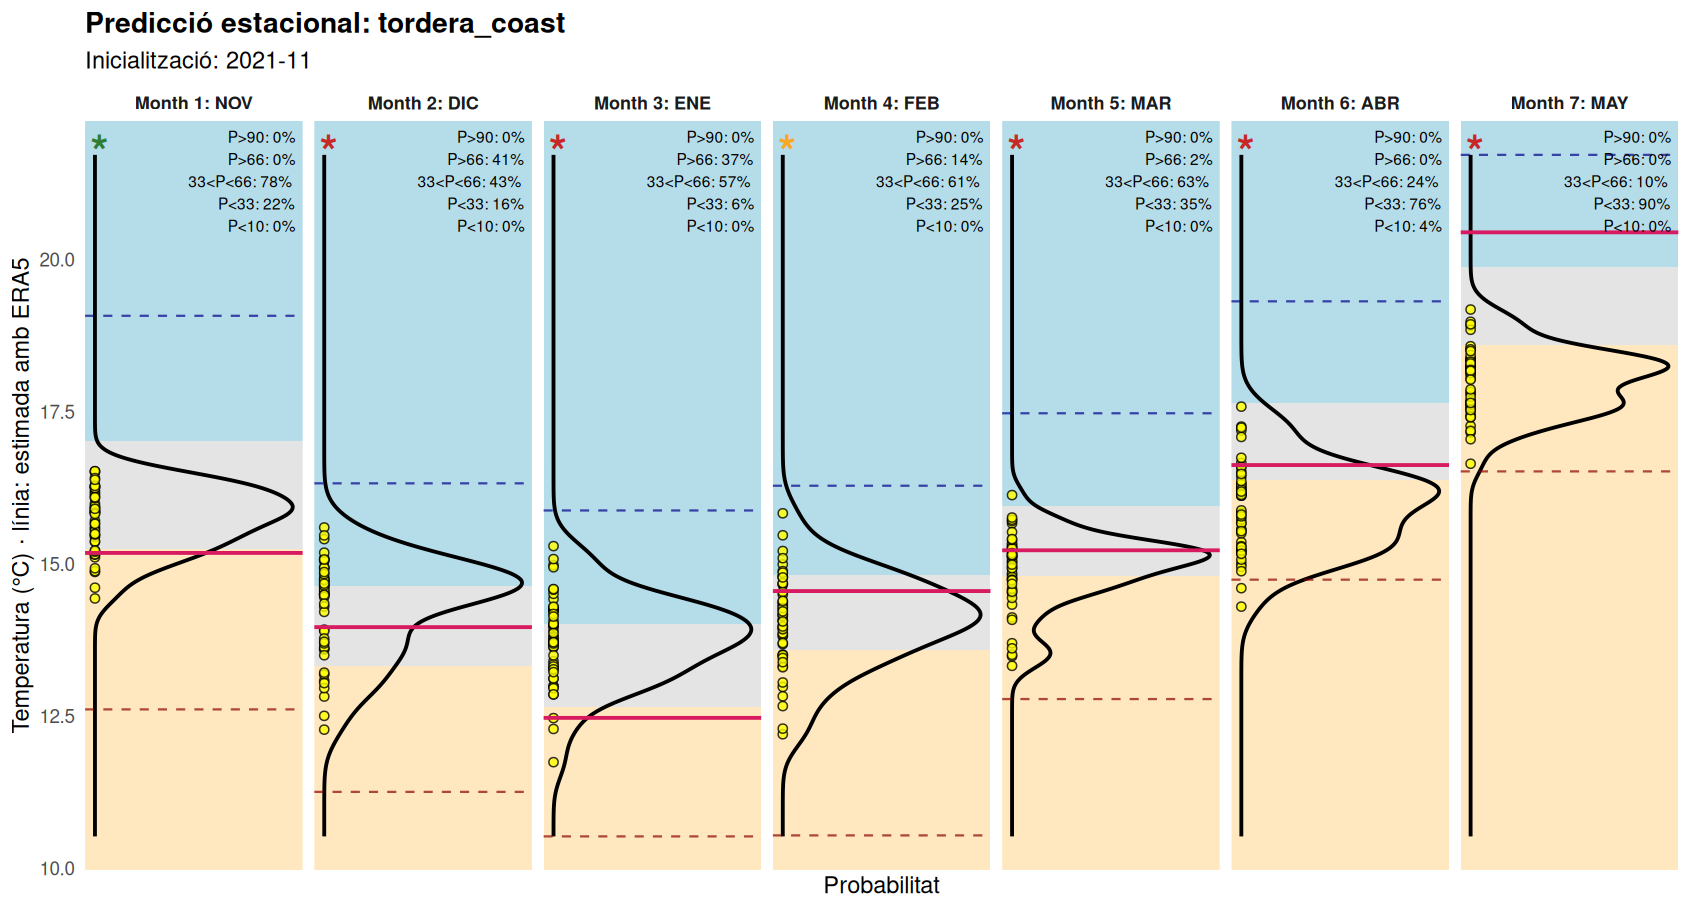 Predicció estacional: tordera_coast
Inicialització: 2021-11
Month 1: NOV
Month 2: DIC
Month 3: ENE
Month 4: FEB
Month 5: MAR
Month 6: ABR
Month 7: MAY
*
P>90: 0%
P>66: 0%
33<P<66: 78%
P<33: 22%
P<10: 0%
*
P>90: 0%
P>66: 41%
33<P<66: 43%
P<33: 16%
P<10: 0%
*
P>90: 0%
P>66: 37%
33<P<66: 57%
P<33: 6%
P<10: 0%
*
P>90: 0%
P>66: 14%
33<P<66: 61%
P<33: 25%
P<10: 0%
*
P>90: 0%
P>66: 2%
33<P<66: 63%
P<33: 35%
P<10: 0%
*
P>90: 0%
P>66: 0%
33<P<66: 24%
P<33: 76%
P<10: 4%
*
P>90: 0%
P>66: 0%
33<P<66: 10%
P<33: 90%
P<10: 0%
Temperatura (°C) · línia: estimada amb ERA5
20.0
17.5
15.0
12.5
10.0
Probabilitat